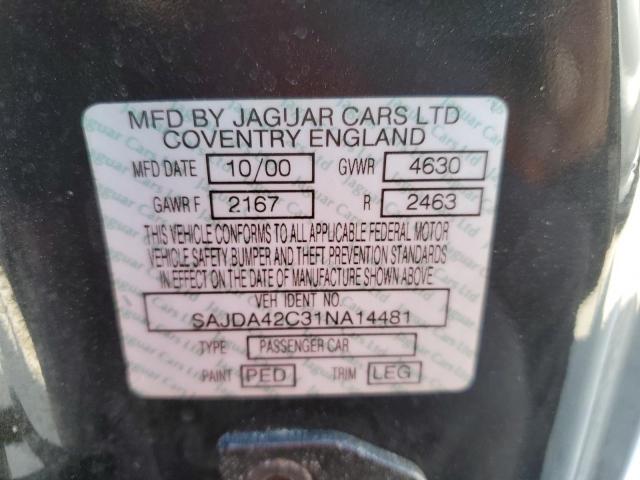 MFD BY JAGUAR CARS LTD
COVENTRY ENGLAND
MFD DATE 10/00 GVWR 4630
GAWR F 2167 R 2463
THIS VEHICLE CONFORMS TO ALL APPLICABLE FEDERAL MOTOR
VEHICLE SAFETY, BUMPER AND THEFT PREVENTION STANDARDS
IN EFFECT ON THE DATE OF MANUFACTURE SHOWN ABOVE
VEH IDENT NO.
SAJDA42C31NA14481
TYPE PASSENGER CAR
PAINT PED TRIM LEG